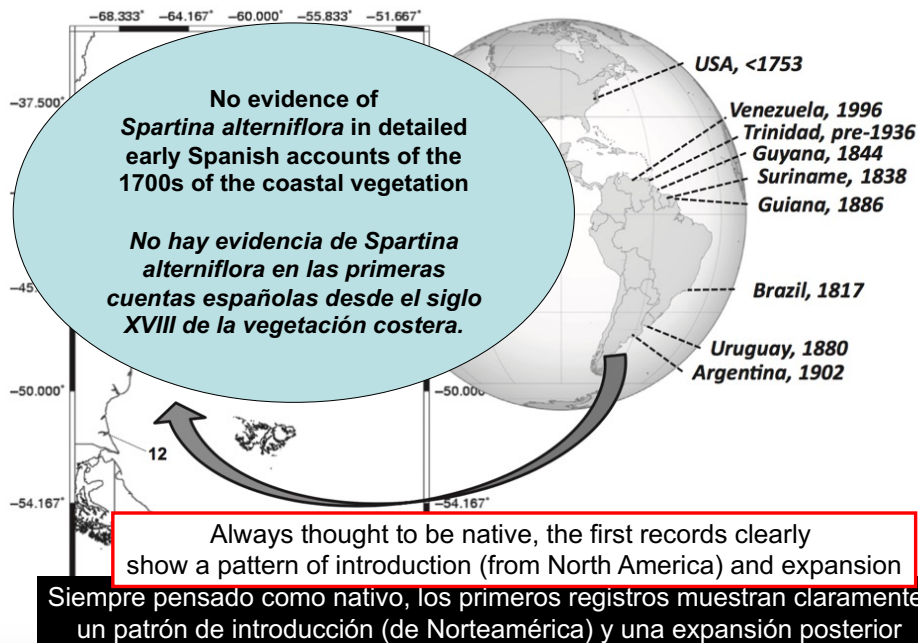 −68.333° −64.167° −60.000° −55.833° −51.667°
−37.500°
No evidence of
Spartina alterniflora in detailed
early Spanish accounts of the
1700s of the coastal vegetation
No hay evidencia de Spartina
alterniflora en las primeras
cuentas españolas desde el siglo
XVIII de la vegetación costera.
−45.
−50.000°
−50.000
12
−54.167°
−54.167°
USA, <1753
Venezuela, 1996
Trinidad, pre-1936
Guyana, 1844
Suriname, 1838
Guiana, 1886
Brazil, 1817
Uruguay, 1880
Argentina, 1902
Always thought to be native, the first records clearly
show a pattern of introduction (from North America) and expansion
Siempre pensado como nativo, los primeros registros muestran claramente
un patrón de introducción (de Norteamérica) y una expansión posterior